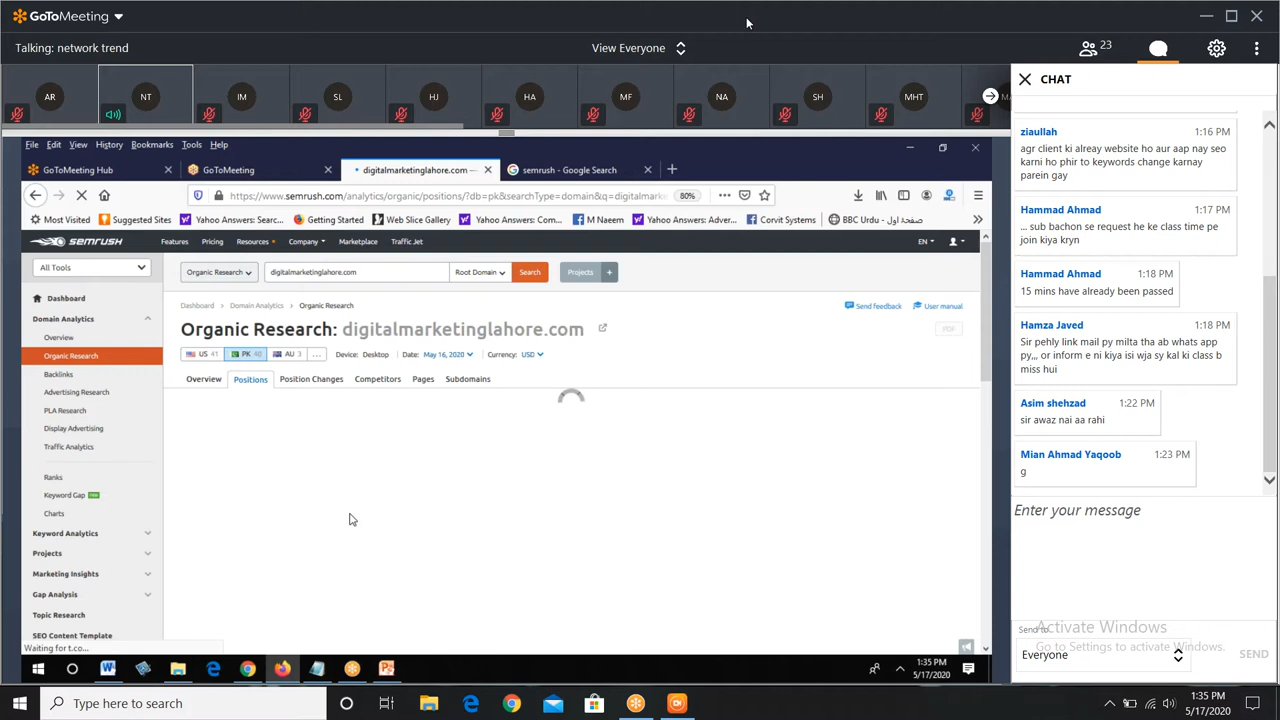 GoToMeeting
Talking: network trend
View Everyone
23
AR
NT
IM
SL
HJ
HA
MF
NA
SH
MHT
File Edit View History Bookmarks Tools Help
GoToMeeting Hub
GoToMeeting
digitalmarketinglahore.com —
semrush - Google Search
https://www.semrush.com/analytics/organic/positions/?db=pk&searchType=domain&q=digitalmarke
80%
Most Visited
Suggested Sites
Yahoo Answers: Searc...
Getting Started
Web Slice Gallery
Yahoo Answers: Com...
M Naeem
Yahoo Answers: Adver...
Corvit Systems
BBC Urdu - صفحۂ اول
semrush
Features Pricing Resources Company Marketplace Traffic Jet
EN
All Tools
Organic Research
digitalmarketinglahore.com
Root Domain
Search
Projects +
Dashboard
Domain Analytics
Overview
Organic Research
Backlinks
Advertising Research
PLA Research
Display Advertising
Traffic Analytics
Ranks
Keyword Gap
Charts
Keyword Analytics
Projects
Marketing Insights
Gap Analysis
Topic Research
SEO Content Template
Waiting for t.co...
Dashboard > Domain Analytics > Organic Research
Send feedback
User manual
Organic Research: digitalmarketinglahore.com
PDF
US 41
PK 40
AU 3
...
Device: Desktop
Date: May 16, 2020
Currency: USD
Overview Positions Position Changes Competitors Pages Subdomains
1:35 PM
5/17/2020
CHAT
ziaullah 1:16 PM
agr client ki alreay website ho aur aap nay seo
karni ho phir to keywords change karnay
parein gay
Hammad Ahmad 1:17 PM
... sub bachon se request he ke class time pe
join kiya kryn
Hammad Ahmad 1:18 PM
15 mins have already been passed
Hamza Javed 1:18 PM
Sir pehly link mail py milta tha ab whats app
py,,, or inform e ni kiya isi wja sy kal ki class b
miss hui
Asim shehzad 1:22 PM
sir awaz nai aa rahi
Mian Ahmad Yaqoob 1:23 PM
g
Enter your message
Activate Windows
Go to Settings to activate Windows.
Send to
Everyone
SEND
Type here to search
1:35 PM
5/17/2020